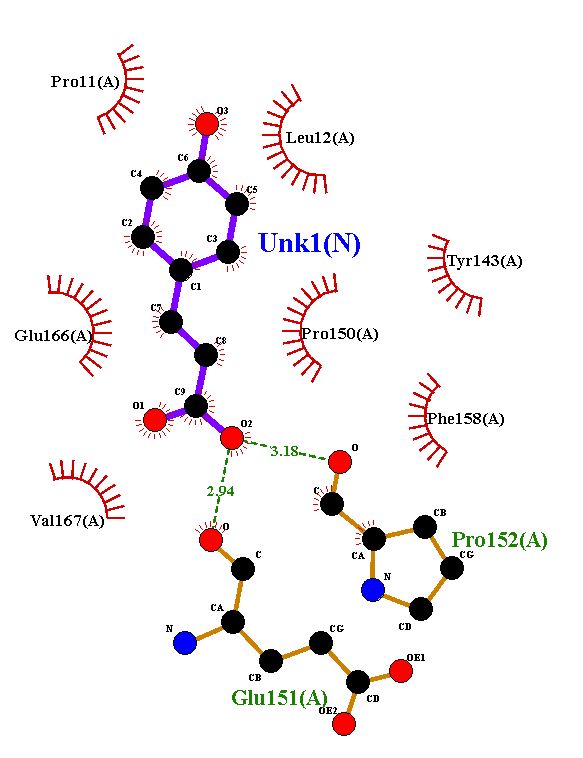 Pro11(A)
O3
Leu12(A)
C6
C4
C5
C2
C3
Unk1(N)
C1
Tyr143(A)
C7
Glu166(A)
Pro150(A)
C8
C9
O1
O2
Phe158(A)
3.18
O
2.94
C
Val167(A)
CB
O
Pro152(A)
CA
CG
C
N
CD
CA
N
CG
OE1
CB
CD
Glu151(A)
OE2